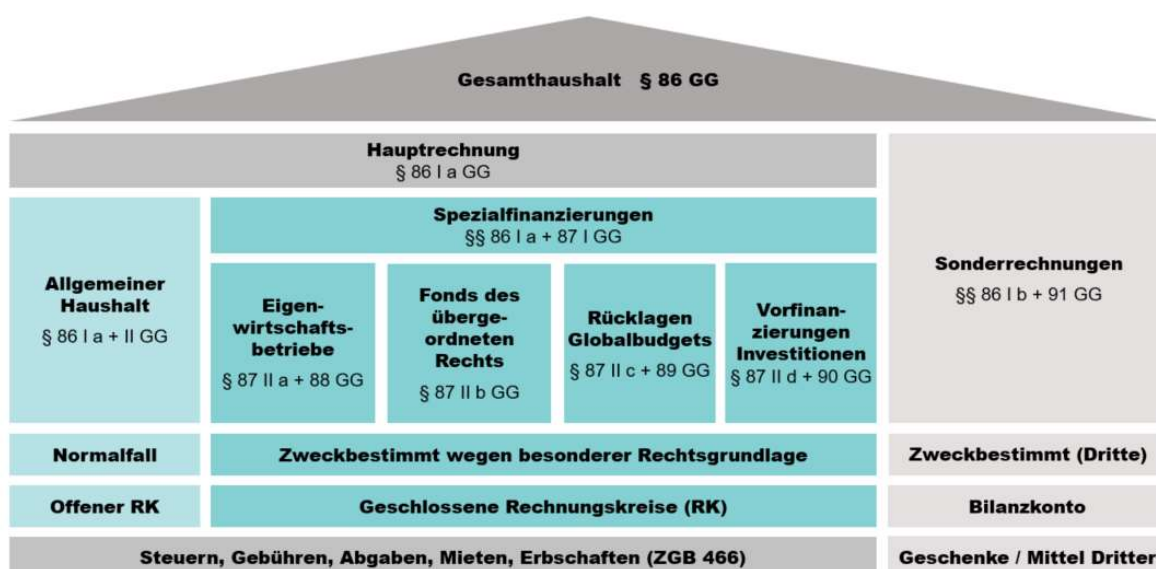 Gesamthaushalt § 86 GG
Hauptrechnung
§ 86 I a GG
Allgemeiner
Haushalt
§ 86 I a + II GG
Spezialfinanzierungen
§§ 86 I a + 87 I GG
Eigen-
wirtschafts-
betriebe
§ 87 II a + 88 GG
Fonds des
überge-
ordneten
Rechts
§ 87 II b GG
Rücklagen
Globalbudgets
§ 87 II c + 89 GG
Vorfinan-
zierungen
Investitionen
§ 87 II d + 90 GG
Sonderrechnungen
§§ 86 I b + 91 GG
Normalfall
Zweckbestimmt wegen besonderer Rechtsgrundlage
Zweckbestimmt (Dritte)
Offener RK
Geschlossene Rechnungskreise (RK)
Bilanzkonto
Steuern, Gebühren, Abgaben, Mieten, Erbschaften (ZGB 466)
Geschenke / Mittel Dritter